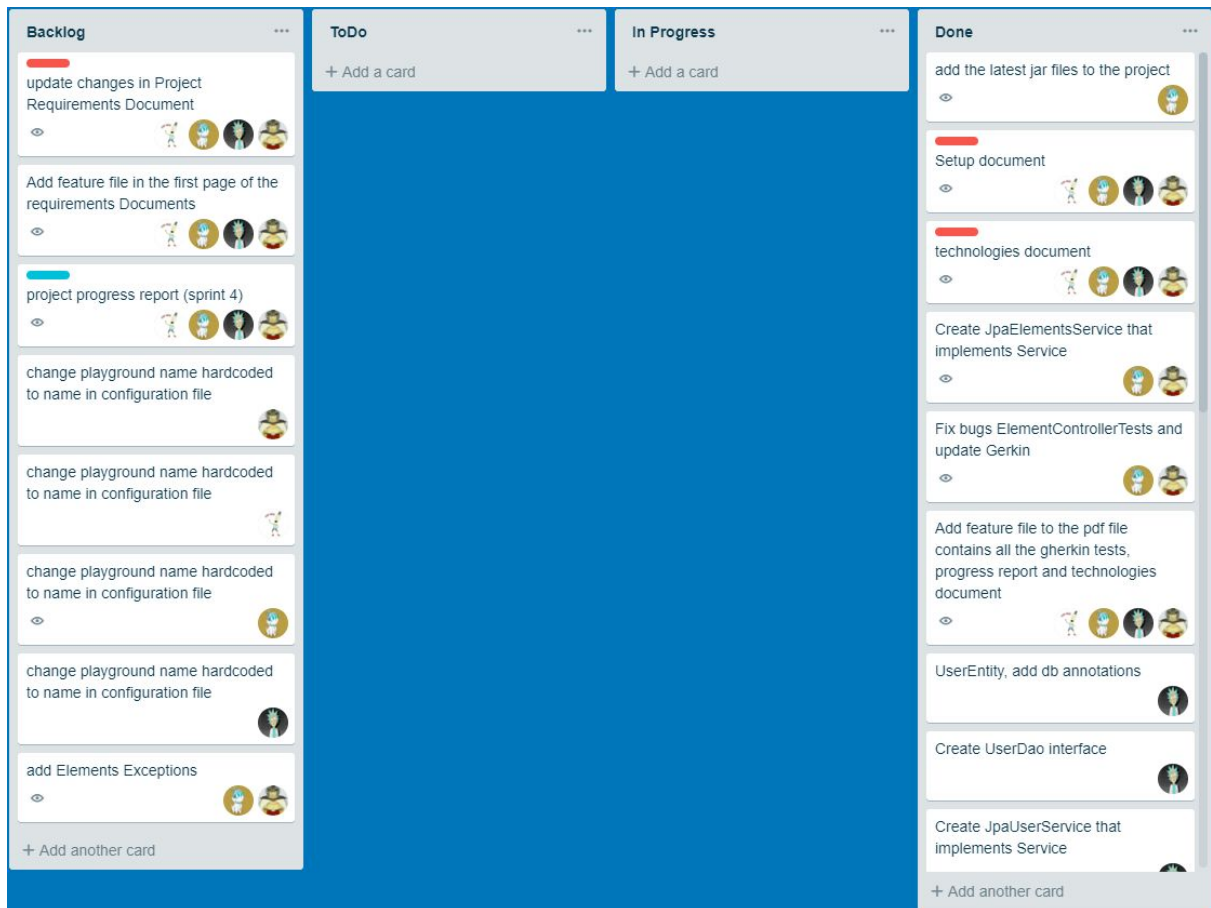 Backlog
update changes in Project
Requirements Document
Add feature file in the first page of the
requirements Documents
project progress report (sprint 4)
change playground name hardcoded
to name in configuration file
change playground name hardcoded
to name in configuration file
change playground name hardcoded
to name in configuration file
change playground name hardcoded
to name in configuration file
add Elements Exceptions
+ Add another card
ToDo
+ Add a card
In Progress
+ Add a card
Done
add the latest jar files to the project
Setup document
technologies document
Create JpaElementsService that
implements Service
Fix bugs ElementControllerTests and
update Gerkin
Add feature file to the pdf file
contains all the gherkin tests,
progress report and technologies
document
UserEntity, add db annotations
Create UserDao interface
Create JpaUserService that
implements Service
+ Add another card